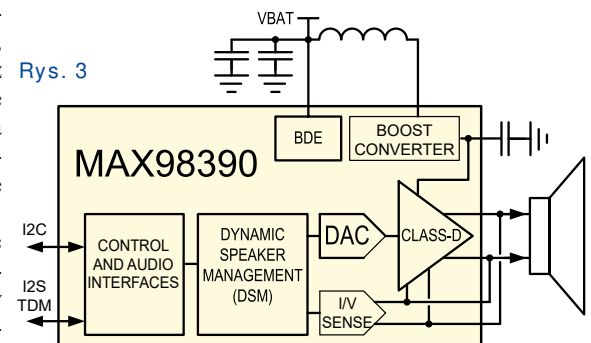 VBAT
Rys. 3
BDE
BOOST
CONVERTER
MAX98390
I2C
I2S
TDM
CONTROL
AND AUDIO
INTERFACES
DYNAMIC
SPEAKER
MANAGEMENT
(DSM)
DAC
CLASS-D
I/V
SENSE